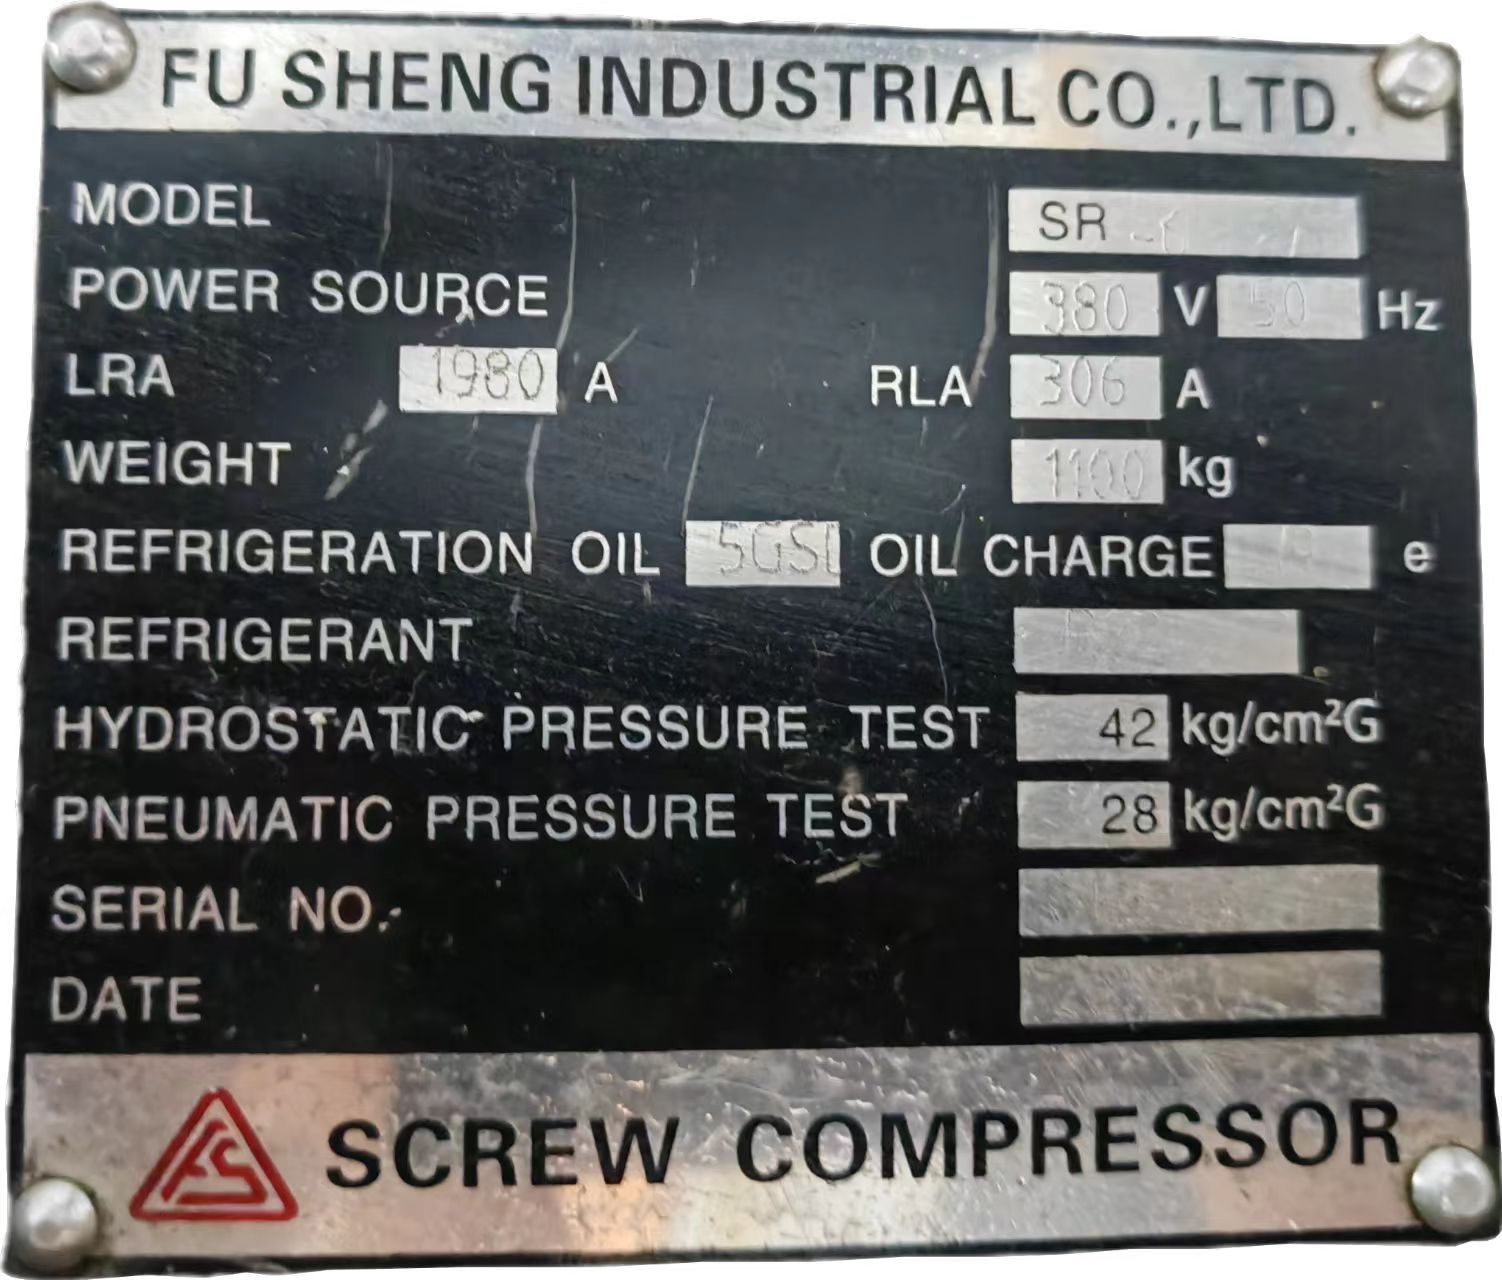 FU SHENG INDUSTRIAL CO.,LTD.
MODEL SR
POWER SOURCE 380 V 50 Hz
LRA 1980 A RLA 306 A
WEIGHT 1100 kg
REFRIGERATION OIL 5GSD OIL CHARGE e
REFRIGERANT
HYDROSTATIC PRESSURE TEST 42 kg/cm²G
PNEUMATIC PRESSURE TEST 28 kg/cm²G
SERIAL NO.
DATE
FS SCREW COMPRESSOR